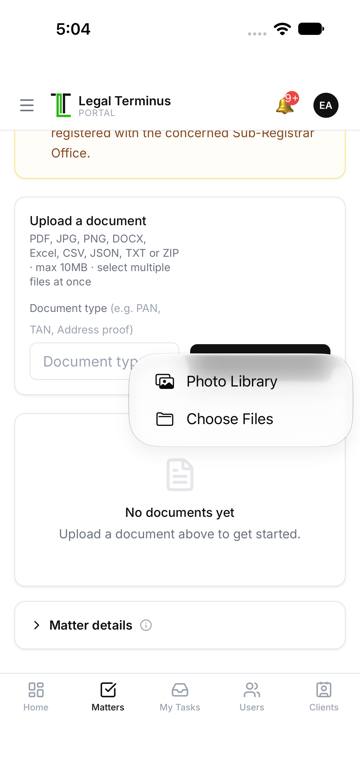 5:04
Legal Terminus
PORTAL
9+
EA
registered with the concerned Sub-Registrar
Office.
Upload a document
PDF, JPG, PNG, DOCX,
Excel, CSV, JSON, TXT or ZIP
· max 10MB · select multiple
files at once
Document type (e.g. PAN,
TAN, Address proof)
Document typ
Photo Library
Choose Files
No documents yet
Upload a document above to get started.
Matter details
Home
Matters
My Tasks
Users
Clients